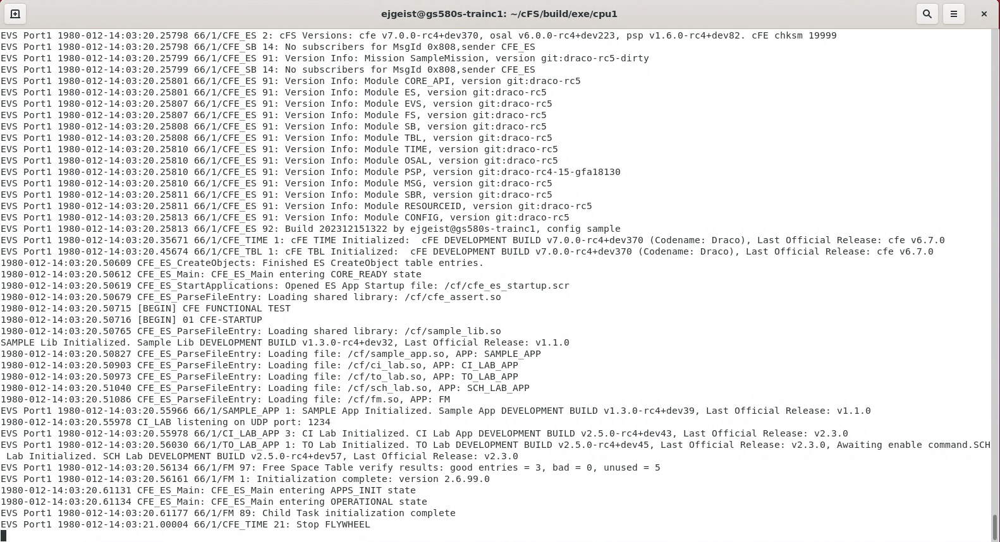 ejgeist@gs580s-trainc1: ~/cFS/build/exe/cpu1
EVS Port1 1980-012-14:03:20.25798 66/1/CFE_ES 2: cFS Versions: cfe v7.0.0-rc4+dev370, osal v6.0.0-rc4+dev223, psp v1.6.0-rc4+dev82. cFE chksm 19999
EVS Port1 1980-012-14:03:20.25798 66/1/CFE_SB 14: No subscribers for MsgId 0x808,sender CFE_ES
EVS Port1 1980-012-14:03:20.25799 66/1/CFE_ES 91: Version Info: Mission SampleMission, version git:draco-rc5-dirty
EVS Port1 1980-012-14:03:20.25799 66/1/CFE_SB 14: No subscribers for MsgId 0x808,sender CFE_ES
EVS Port1 1980-012-14:03:20.25801 66/1/CFE_ES 91: Version Info: Module CORE_API, version git:draco-rc5
EVS Port1 1980-012-14:03:20.25801 66/1/CFE_ES 91: Version Info: Module ES, version git:draco-rc5
EVS Port1 1980-012-14:03:20.25807 66/1/CFE_ES 91: Version Info: Module EVS, version git:draco-rc5
EVS Port1 1980-012-14:03:20.25807 66/1/CFE_ES 91: Version Info: Module FS, version git:draco-rc5
EVS Port1 1980-012-14:03:20.25808 66/1/CFE_ES 91: Version Info: Module SB, version git:draco-rc5
EVS Port1 1980-012-14:03:20.25808 66/1/CFE_ES 91: Version Info: Module TBL, version git:draco-rc5
EVS Port1 1980-012-14:03:20.25810 66/1/CFE_ES 91: Version Info: Module TIME, version git:draco-rc5
EVS Port1 1980-012-14:03:20.25810 66/1/CFE_ES 91: Version Info: Module OSAL, version git:draco-rc5
EVS Port1 1980-012-14:03:20.25810 66/1/CFE_ES 91: Version Info: Module PSP, version git:draco-rc4-15-gfa18130
EVS Port1 1980-012-14:03:20.25810 66/1/CFE_ES 91: Version Info: Module MSG, version git:draco-rc5
EVS Port1 1980-012-14:03:20.25811 66/1/CFE_ES 91: Version Info: Module SBR, version git:draco-rc5
EVS Port1 1980-012-14:03:20.25811 66/1/CFE_ES 91: Version Info: Module RESOURCEID, version git:draco-rc5
EVS Port1 1980-012-14:03:20.25813 66/1/CFE_ES 91: Version Info: Module CONFIG, version git:draco-rc5
EVS Port1 1980-012-14:03:20.25813 66/1/CFE_ES 92: Build 202312151322 by ejgeist@gs580s-trainc1, config sample
EVS Port1 1980-012-14:03:20.35671 66/1/CFE_TIME 1: cFE TIME Initialized:  cFE DEVELOPMENT BUILD v7.0.0-rc4+dev370 (Codename: Draco), Last Official Release: cfe v6.7.0
EVS Port1 1980-012-14:03:20.45674 66/1/CFE_TBL 1: cFE TBL Initialized:  cFE DEVELOPMENT BUILD v7.0.0-rc4+dev370 (Codename: Draco), Last Official Release: cfe v6.7.0
1980-012-14:03:20.50609 CFE_ES_CreateObjects: Finished ES CreateObject table entries.
1980-012-14:03:20.50612 CFE_ES_Main: CFE_ES_Main entering CORE_READY state
1980-012-14:03:20.50619 CFE_ES_StartApplications: Opened ES App Startup file: /cf/cfe_es_startup.scr
1980-012-14:03:20.50679 CFE_ES_ParseFileEntry: Loading shared library: /cf/cfe_assert.so
1980-012-14:03:20.50715 [BEGIN] CFE FUNCTIONAL TEST
1980-012-14:03:20.50716 [BEGIN] 01 CFE-STARTUP
1980-012-14:03:20.50765 CFE_ES_ParseFileEntry: Loading shared library: /cf/sample_lib.so
SAMPLE Lib Initialized. Sample Lib DEVELOPMENT BUILD v1.3.0-rc4+dev32, Last Official Release: v1.1.0
1980-012-14:03:20.50827 CFE_ES_ParseFileEntry: Loading file: /cf/sample_app.so, APP: SAMPLE_APP
1980-012-14:03:20.50903 CFE_ES_ParseFileEntry: Loading file: /cf/ci_lab.so, APP: CI_LAB_APP
1980-012-14:03:20.50973 CFE_ES_ParseFileEntry: Loading file: /cf/to_lab.so, APP: TO_LAB_APP
1980-012-14:03:20.51040 CFE_ES_ParseFileEntry: Loading file: /cf/sch_lab.so, APP: SCH_LAB_APP
1980-012-14:03:20.51086 CFE_ES_ParseFileEntry: Loading file: /cf/fm.so, APP: FM
EVS Port1 1980-012-14:03:20.55966 66/1/SAMPLE_APP 1: SAMPLE App Initialized. Sample App DEVELOPMENT BUILD v1.3.0-rc4+dev39, Last Official Release: v1.1.0
1980-012-14:03:20.55978 CI_LAB listening on UDP port: 1234
EVS Port1 1980-012-14:03:20.55978 66/1/CI_LAB_APP 3: CI Lab Initialized. CI Lab App DEVELOPMENT BUILD v2.5.0-rc4+dev43, Last Official Release: v2.3.0
EVS Port1 1980-012-14:03:20.56030 66/1/TO_LAB_APP 1: TO Lab Initialized. TO Lab DEVELOPMENT BUILD v2.5.0-rc4+dev45, Last Official Release: v2.3.0, Awaiting enable command.SCH
 Lab Initialized. SCH Lab DEVELOPMENT BUILD v2.5.0-rc4+dev57, Last Official Release: v2.3.0
EVS Port1 1980-012-14:03:20.56134 66/1/FM 97: Free Space Table verify results: good entries = 3, bad = 0, unused = 5
EVS Port1 1980-012-14:03:20.56161 66/1/FM 1: Initialization complete: version 2.6.99.0
1980-012-14:03:20.61131 CFE_ES_Main: CFE_ES_Main entering APPS_INIT state
1980-012-14:03:20.61134 CFE_ES_Main: CFE_ES_Main entering OPERATIONAL state
EVS Port1 1980-012-14:03:20.61177 66/1/FM 89: Child Task initialization complete
EVS Port1 1980-012-14:03:21.00004 66/1/CFE_TIME 21: Stop FLYWHEEL